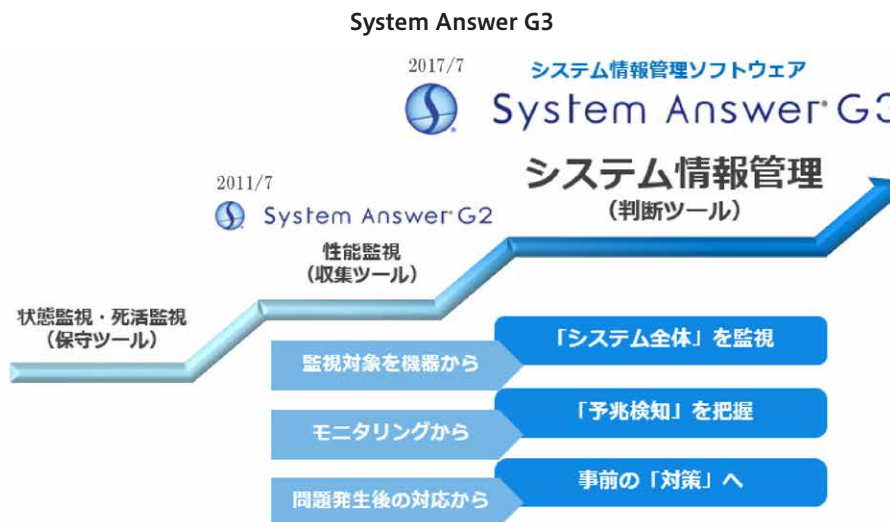 System Answer G3
2017/7
システム情報管理ソフトウェア
System Answer G3
システム情報管理
（判断ツール）
2011/7
System Answer G2
性能監視
（収集ツール）
状態監視・死活監視
（保守ツール）
監視対象を機器から
「システム全体」を監視
モニタリングから
「予兆検知」を把握
問題発生後の対応から
事前の「対策」へ